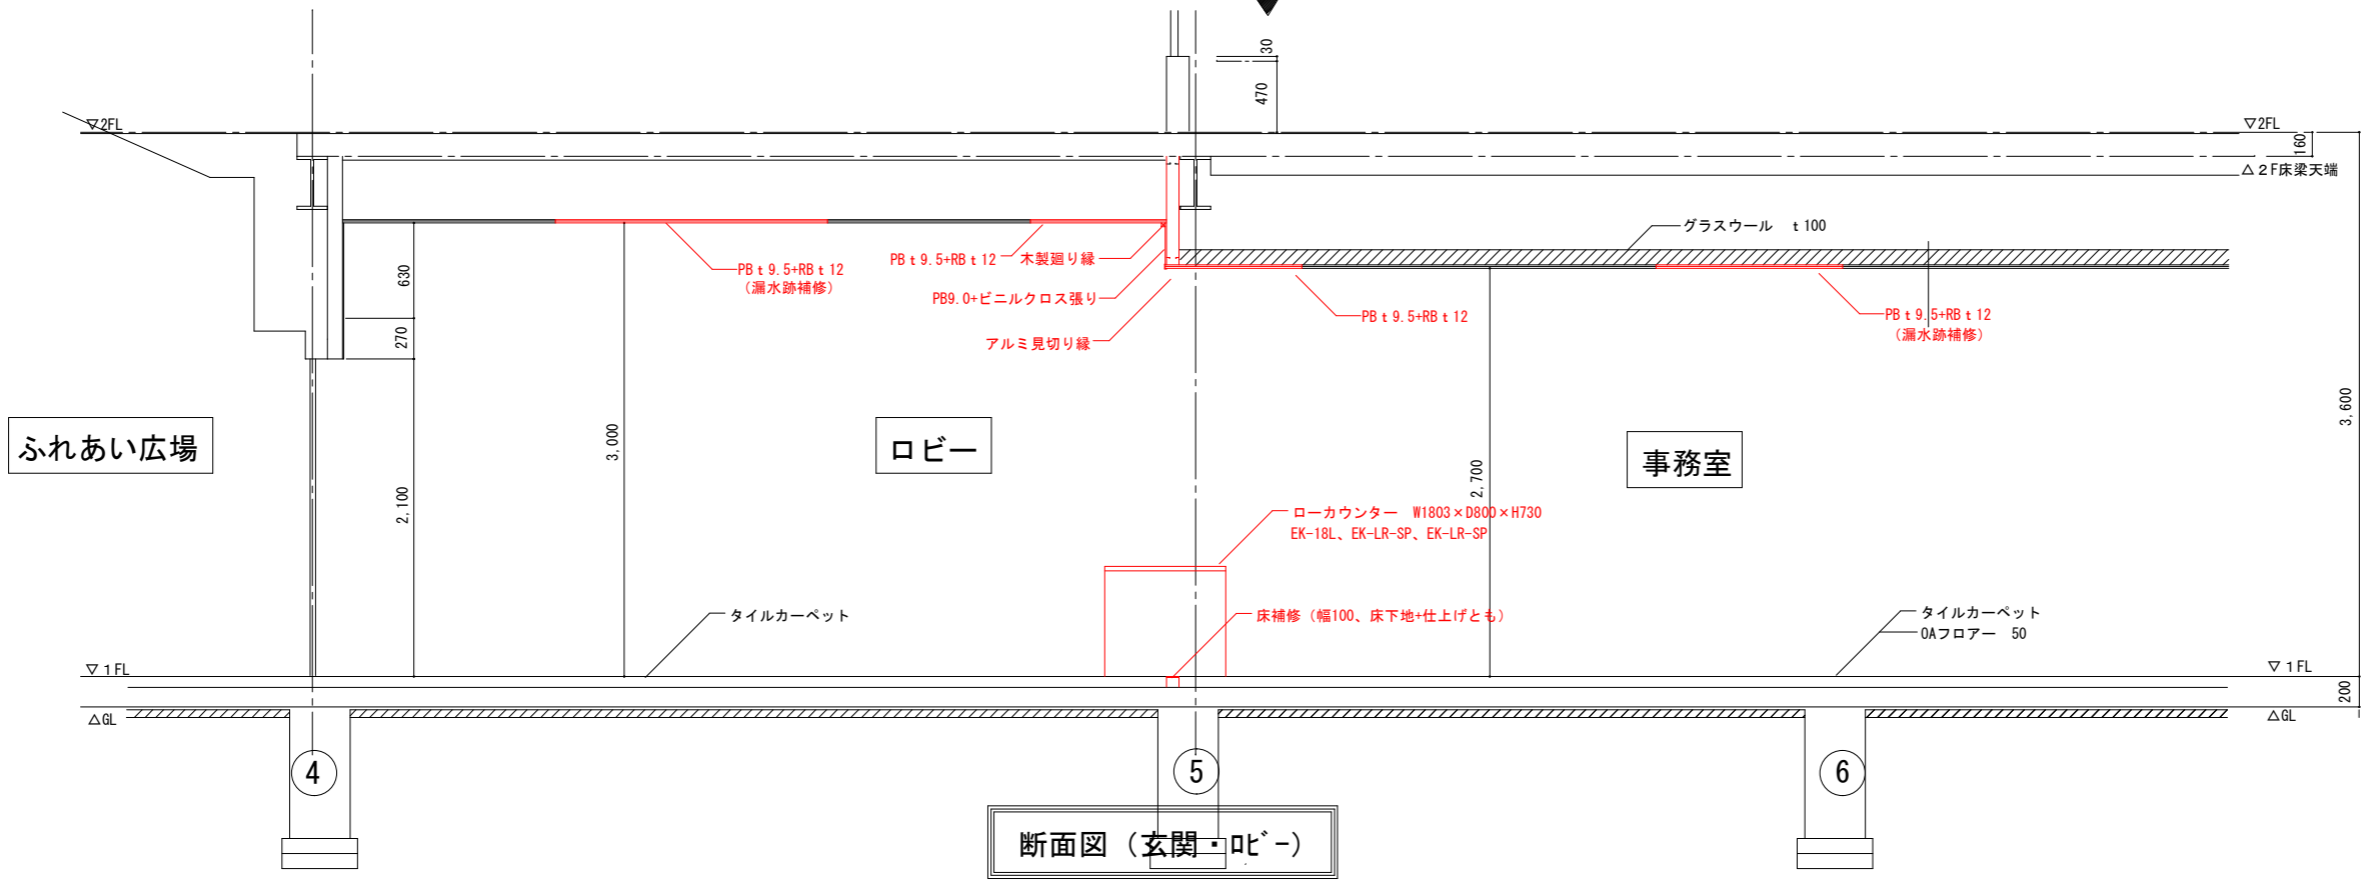 30
470
▽2FL
▽2FL
160
△2F床梁天端
グラスウール t100
PBt9.5+RBt12
(漏水跡補修)
PBt9.5+RBt12
木製廻り縁
PB9.0+ビニルクロス張り
アルミ見切り縁
PBt9.5+RBt12
PBt9.5+RBt12
(漏水跡補修)
630
270
2,100
3,000
2,700
3,600
ふれあい広場
ロビー
事務室
ローカウンター W1803×D800×H730
EK-18L、EK-LR-SP、EK-LR-SP
タイルカーペット
床補修(幅100、床下地+仕上げとも)
タイルカーペット
OAフロアー 50
▽1FL
▽1FL
200
△GL
△GL
4
5
6
断面図(玄関・ロビー)